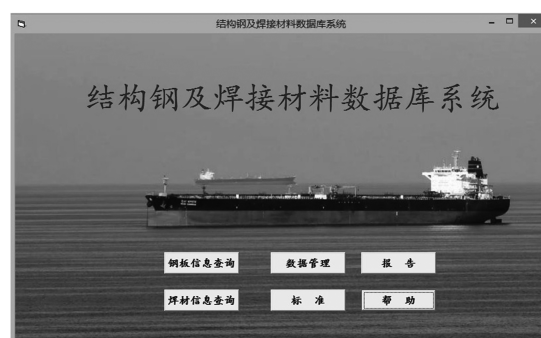 结构钢及焊接材料数据库系统
结构钢及焊接材料数据库系统
钢板信息查询 数据管理 报 告
焊材信息查询 标 准 帮 助